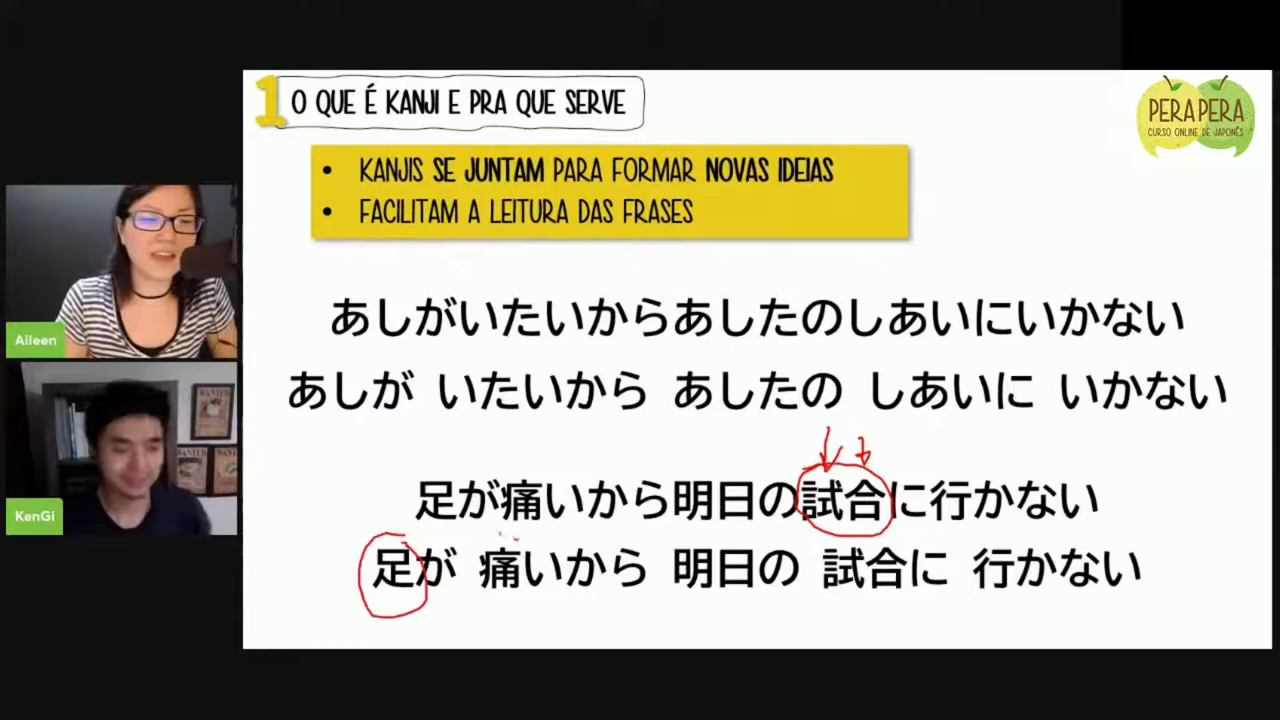 1 O QUE É KANJI E PRA QUE SERVE
PERAPERA
CURSO ONLINE DE JAPONÊS
• KANJIS SE JUNTAM PARA FORMAR NOVAS IDEIAS
• FACILITAM A LEITURA DAS FRASES
あしがいたいからあしたのしあいにいかない
あしが いたいから あしたの しあいに いかない
足が痛いから明日の試合に行かない
足が 痛いから 明日の 試合に 行かない
Aileen
WANTED
WANTED
WANTED
KenGi